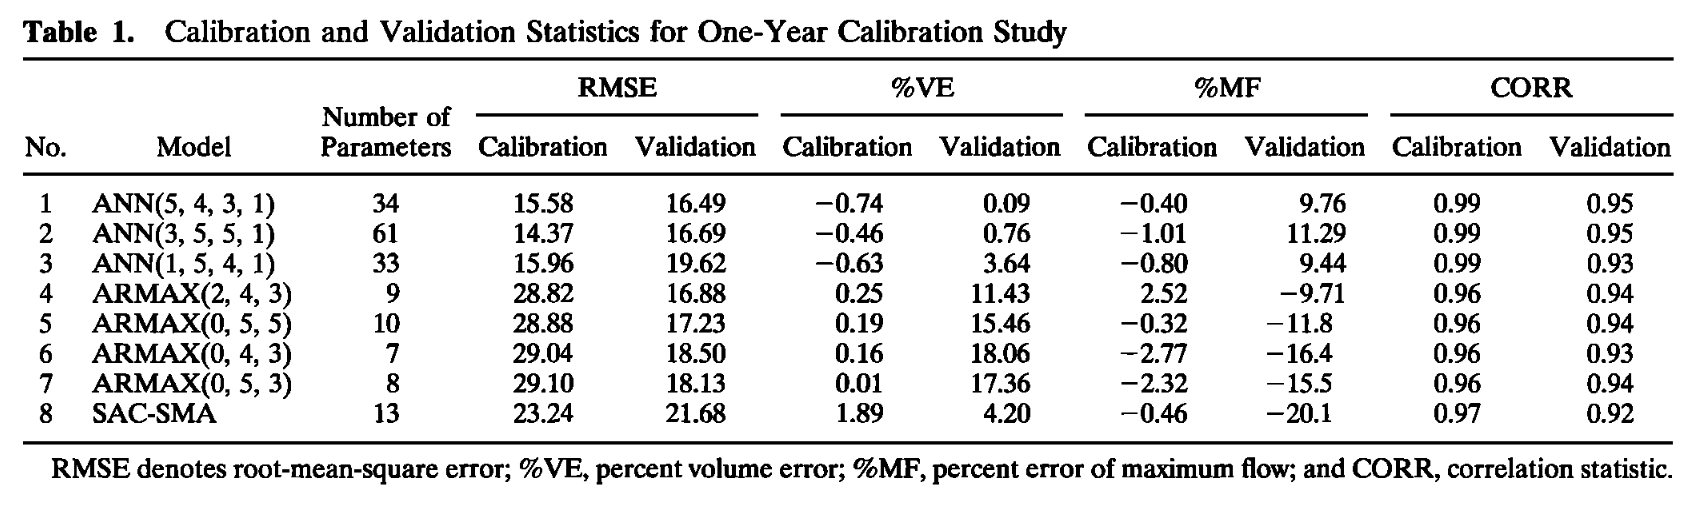 Table 1. Calibration and Validation Statistics for One-Year Calibration Study
RMSE %VE %MF CORR
Number of
No. Model Parameters Calibration Validation Calibration Validation Calibration Validation Calibration Validation
1 ANN(5, 4, 3, 1) 34 15.58 16.49 −0.74 0.09 −0.40 9.76 0.99 0.95
2 ANN(3, 5, 5, 1) 61 14.37 16.69 −0.46 0.76 −1.01 11.29 0.99 0.95
3 ANN(1, 5, 4, 1) 33 15.96 19.62 −0.63 3.64 −0.80 9.44 0.99 0.93
4 ARMAX(2, 4, 3) 9 28.82 16.88 0.25 11.43 2.52 −9.71 0.96 0.94
5 ARMAX(0, 5, 5) 10 28.88 17.23 0.19 15.46 −0.32 −11.8 0.96 0.94
6 ARMAX(0, 4, 3) 7 29.04 18.50 0.16 18.06 −2.77 −16.4 0.96 0.93
7 ARMAX(0, 5, 3) 8 29.10 18.13 0.01 17.36 −2.32 −15.5 0.96 0.94
8 SAC-SMA 13 23.24 21.68 1.89 4.20 −0.46 −20.1 0.97 0.92
RMSE denotes root-mean-square error; %VE, percent volume error; %MF, percent error of maximum flow; and CORR, correlation statistic.